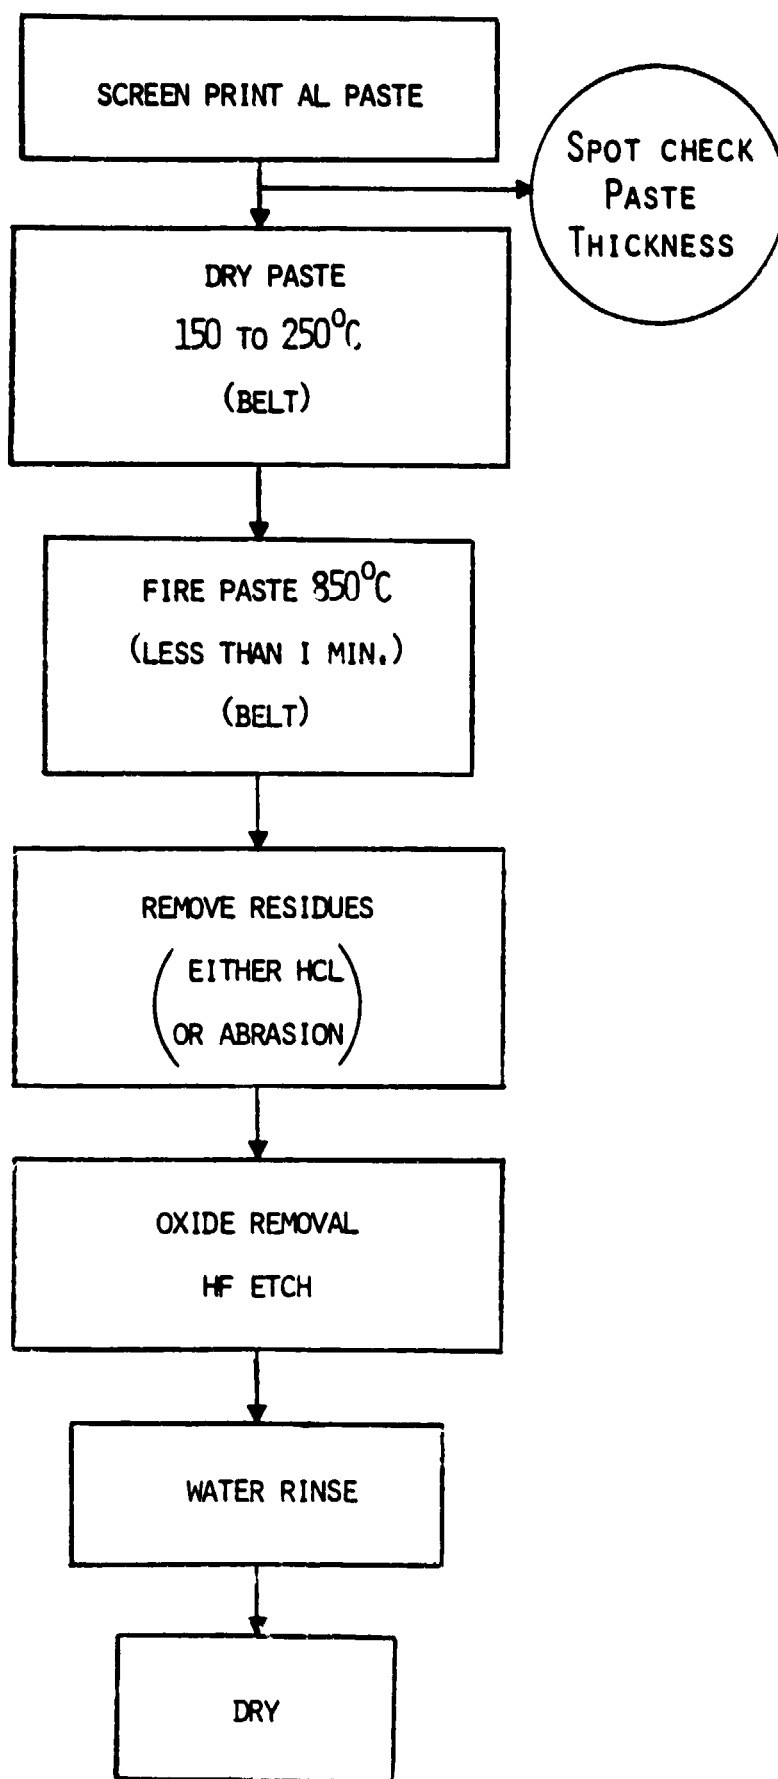 SCREEN PRINT AL PASTE
SPOT CHECK
PASTE
THICKNESS
DRY PASTE
150 TO 250°C
(BELT)
FIRE PASTE 850°C
(LESS THAN 1 MIN.)
(BELT)
REMOVE RESIDUES
(EITHER HCL
OR ABRASION)
OXIDE REMOVAL
HF ETCH
WATER RINSE
DRY